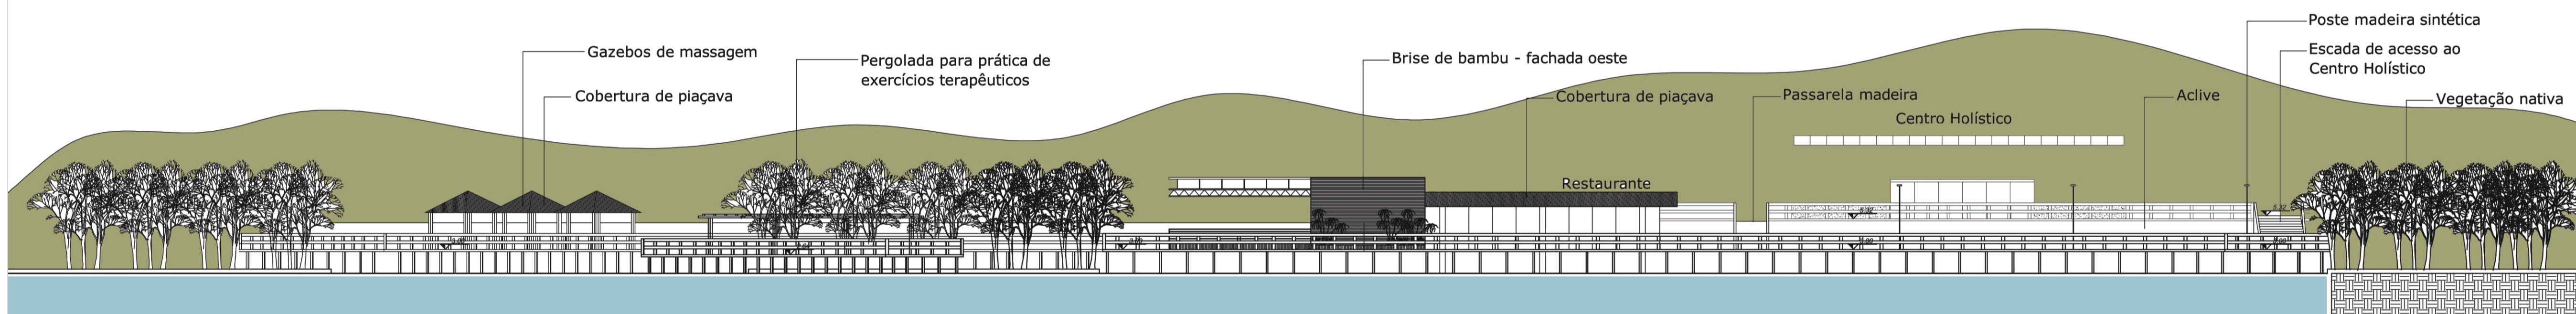 Gazebos de massagem
Cobertura de piaçava
Pergolada para prática de
exercícios terapêuticos
Brise de bambu - fachada oeste
Cobertura de piaçava
Restaurante
Passarela madeira
Centro Holístico
Aclive
Poste madeira sintética
Escada de acesso ao
Centro Holístico
Vegetação nativa